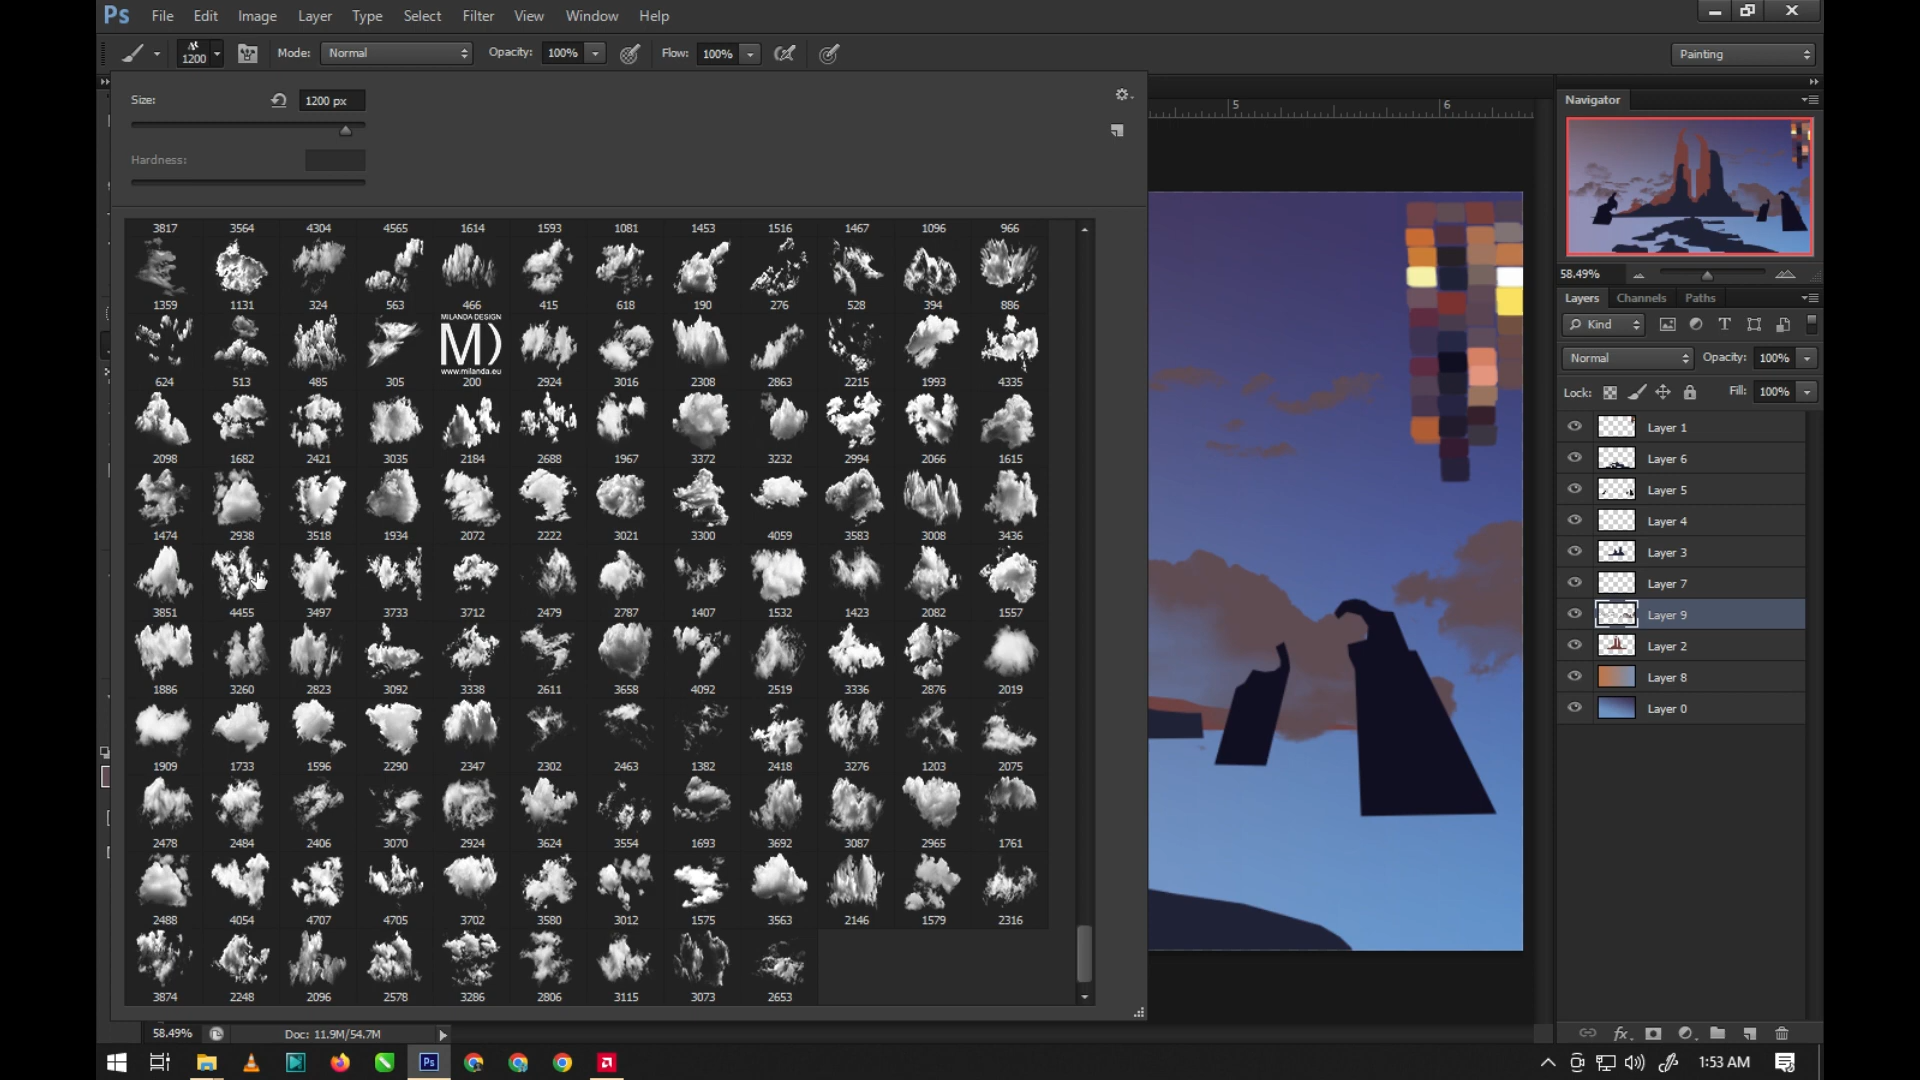 Ps File Edit Image Layer Type Select Filter View Window Help
1200 Mode: Normal Opacity: 100% Flow: 100% Painting
Size: 1200 px
Hardness:
5 6
3817 3564 4304 4565 1614 1593 1081 1453 1516 1467 1096 966
1359 1131 324 563 466 415 618 190 276 528 394 886
MILANDA DESIGN
M)
www.milanda.eu
624 513 485 305 200 2924 3016 2308 2863 2215 1993 4335
2098 1682 2421 3035 2184 2688 1967 3372 3232 2994 2066 1615
1474 2938 3518 1934 2072 2222 3021 3300 4059 3583 3008 3436
3851 4455 3497 3733 3712 2479 2787 1407 1532 1423 2082 1557
1886 3260 2823 3092 3338 2611 3658 4092 2519 3336 2876 2019
1909 1733 1596 2290 2347 2302 2463 1382 2418 3276 1203 2075
2478 2484 2406 3070 2924 3624 3554 1693 3692 3087 2965 1761
2488 4054 4707 4705 3702 3580 3012 1575 3563 2146 1579 2316
3874 2248 2096 2578 3286 2806 3115 3073 2653
58.49% Doc: 11.9M/54.7M
Navigator
58.49%
Layers Channels Paths
Kind
Normal Opacity: 100%
Lock: Fill: 100%
Layer 1
Layer 6
Layer 5
Layer 4
Layer 3
Layer 7
Layer 9
Layer 2
Layer 8
Layer 0
fx
Ps 1:53 AM